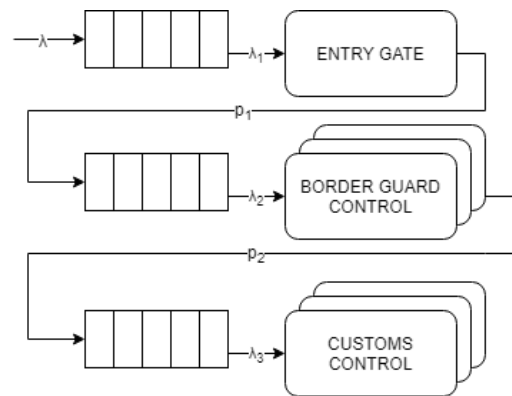 λ
λ₁
ENTRY GATE
p₁
λ₂
BORDER GUARD
CONTROL
p₂
λ₃
CUSTOMS
CONTROL